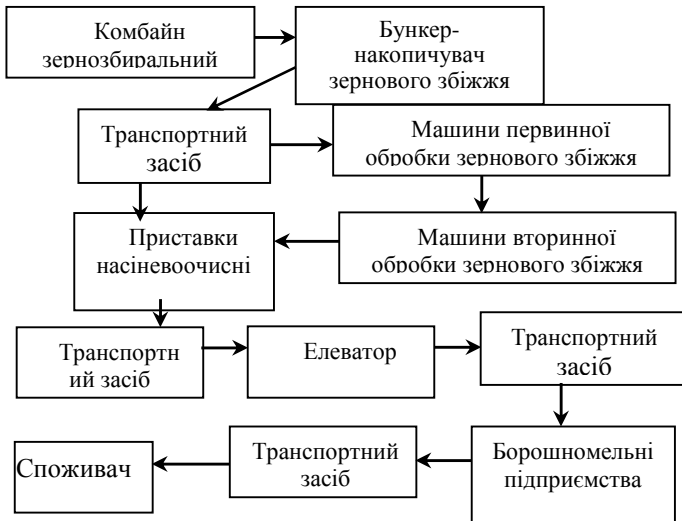 Комбайн
зернозбиральний
Бункер-
накопичувач
зернового збіжжя
Транспортний
засіб
Машини первинної
обробки зернового збіжжя
Приставки
насіневоочисні
Машини вторинної
обробки зернового збіжжя
Транспортн
ий засіб
Елеватор
Транспортний
засіб
Споживач
Транспортний
засіб
Борошномельні
підприємства